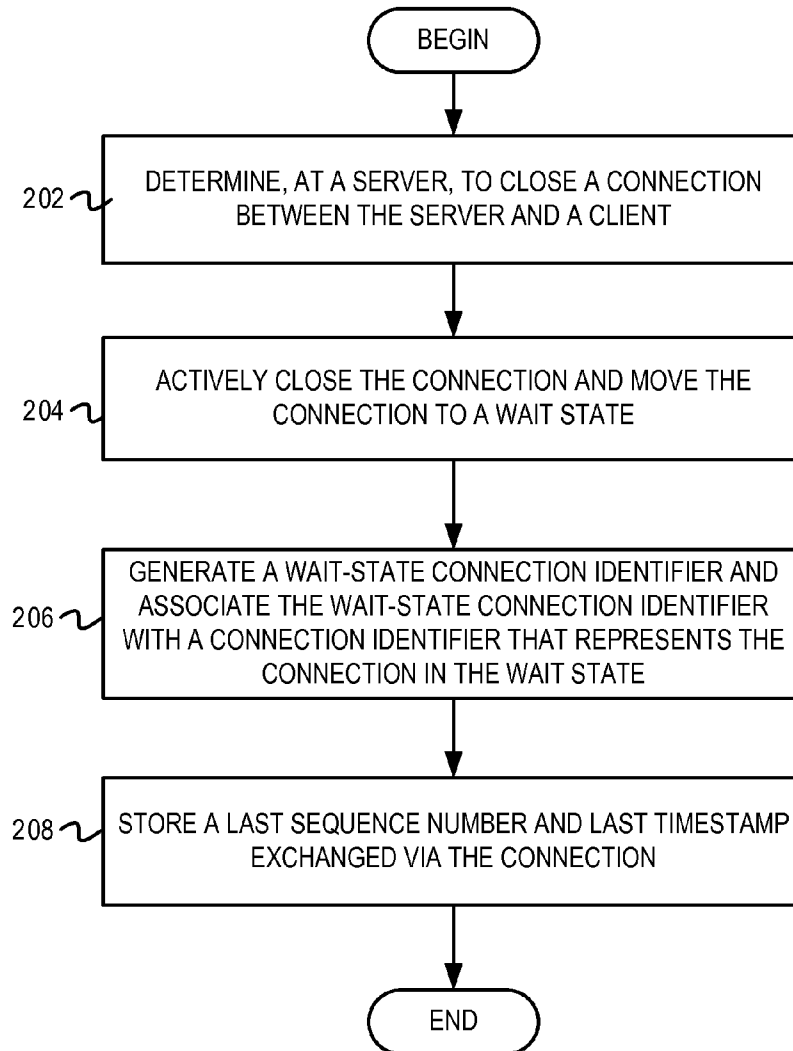 BEGIN
202
DETERMINE, AT A SERVER, TO CLOSE A CONNECTION
BETWEEN THE SERVER AND A CLIENT
204
ACTIVELY CLOSE THE CONNECTION AND MOVE THE
CONNECTION TO A WAIT STATE
206
GENERATE A WAIT-STATE CONNECTION IDENTIFIER AND
ASSOCIATE THE WAIT-STATE CONNECTION IDENTIFIER
WITH A CONNECTION IDENTIFIER THAT REPRESENTS THE
CONNECTION IN THE WAIT STATE
208
STORE A LAST SEQUENCE NUMBER AND LAST TIMESTAMP
EXCHANGED VIA THE CONNECTION
END